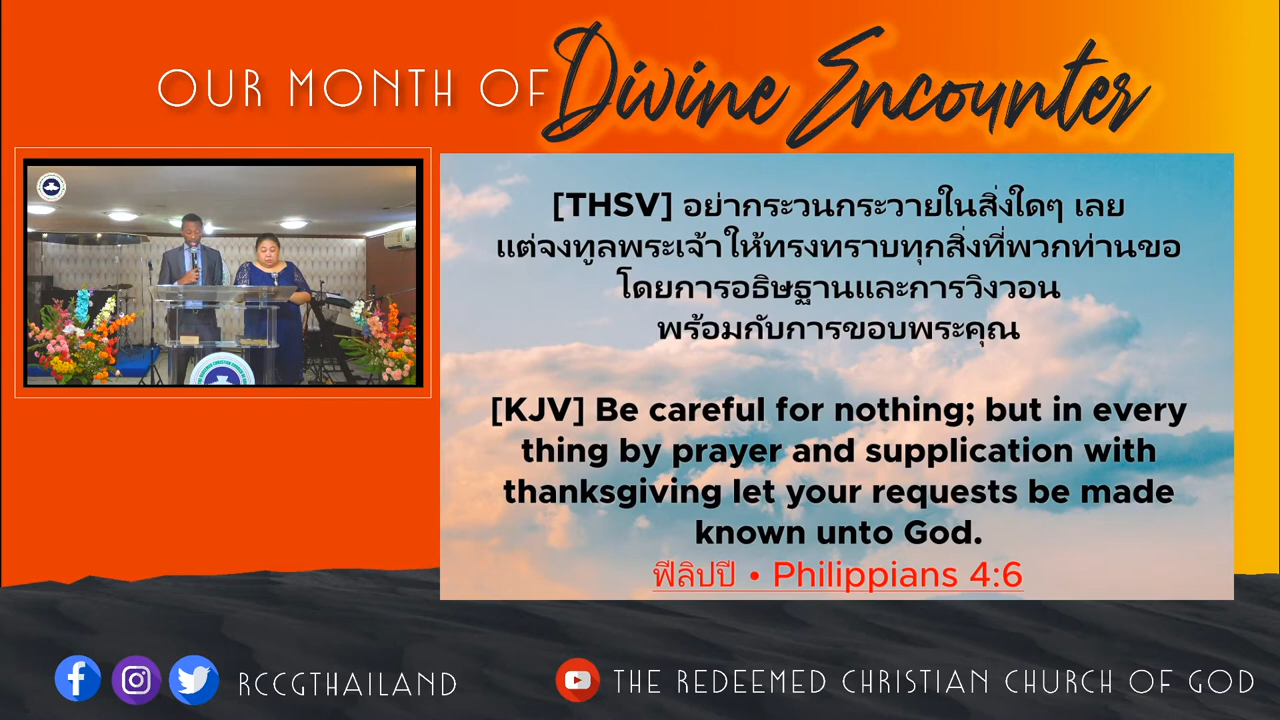 OUR MONTH OF Divine Encounter
[THSV] อย่ากระวนกระวายในสิ่งใดๆ เลย
แต่จงทูลพระเจ้าให้ทรงทราบทุกสิ่งที่พวกท่านขอ
โดยการอธิษฐานและการวิงวอน
พร้อมกับการขอบพระคุณ
[KJV] Be careful for nothing; but in every
thing by prayer and supplication with
thanksgiving let your requests be made
known unto God.
ฟีลิปปี • Philippians 4:6
RCCGTHAILAND
THE REDEEMED CHRISTIAN CHURCH OF GOD